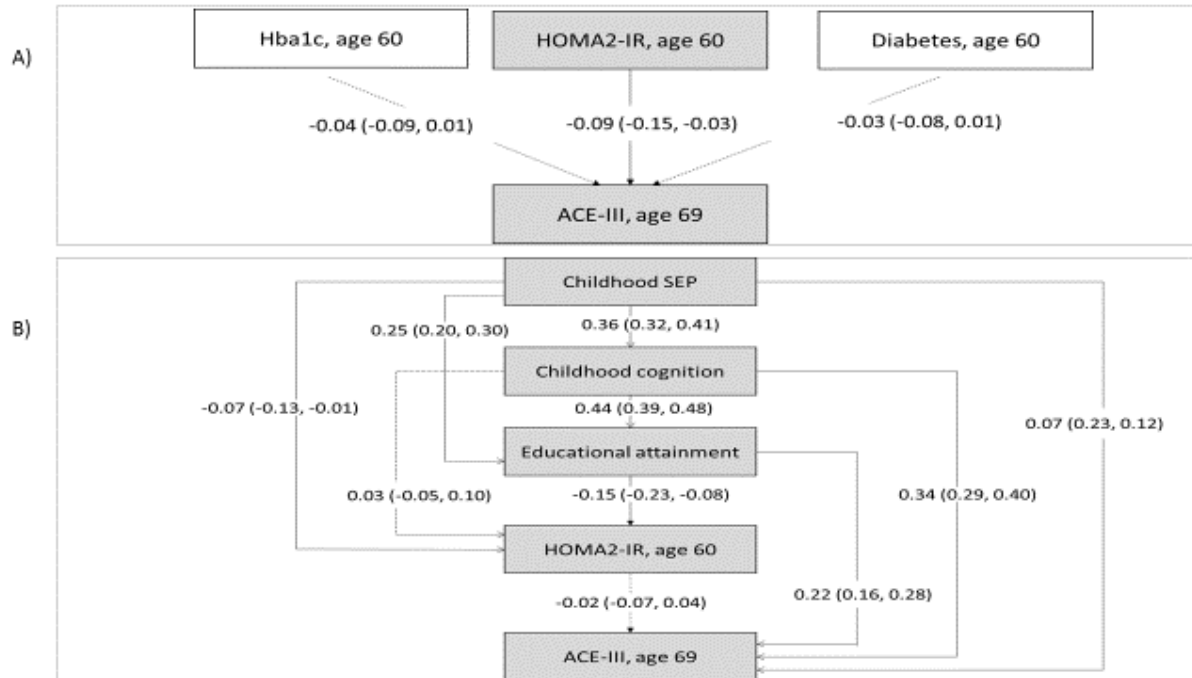 A)
Hba1c, age 60
HOMA2-IR, age 60
Diabetes, age 60
-0.04 (-0.09, 0.01)
-0.09 (-0.15, -0.03)
-0.03 (-0.08, 0.01)
ACE-III, age 69
B)
Childhood SEP
0.25 (0.20, 0.30)
0.36 (0.32, 0.41)
Childhood cognition
-0.07 (-0.13, -0.01)
0.44 (0.39, 0.48)
0.07 (0.23, 0.12)
Educational attainment
0.03 (-0.05, 0.10)
-0.15 (-0.23, -0.08)
0.34 (0.29, 0.40)
HOMA2-IR, age 60
-0.02 (-0.07, 0.04)
0.22 (0.16, 0.28)
ACE-III, age 69